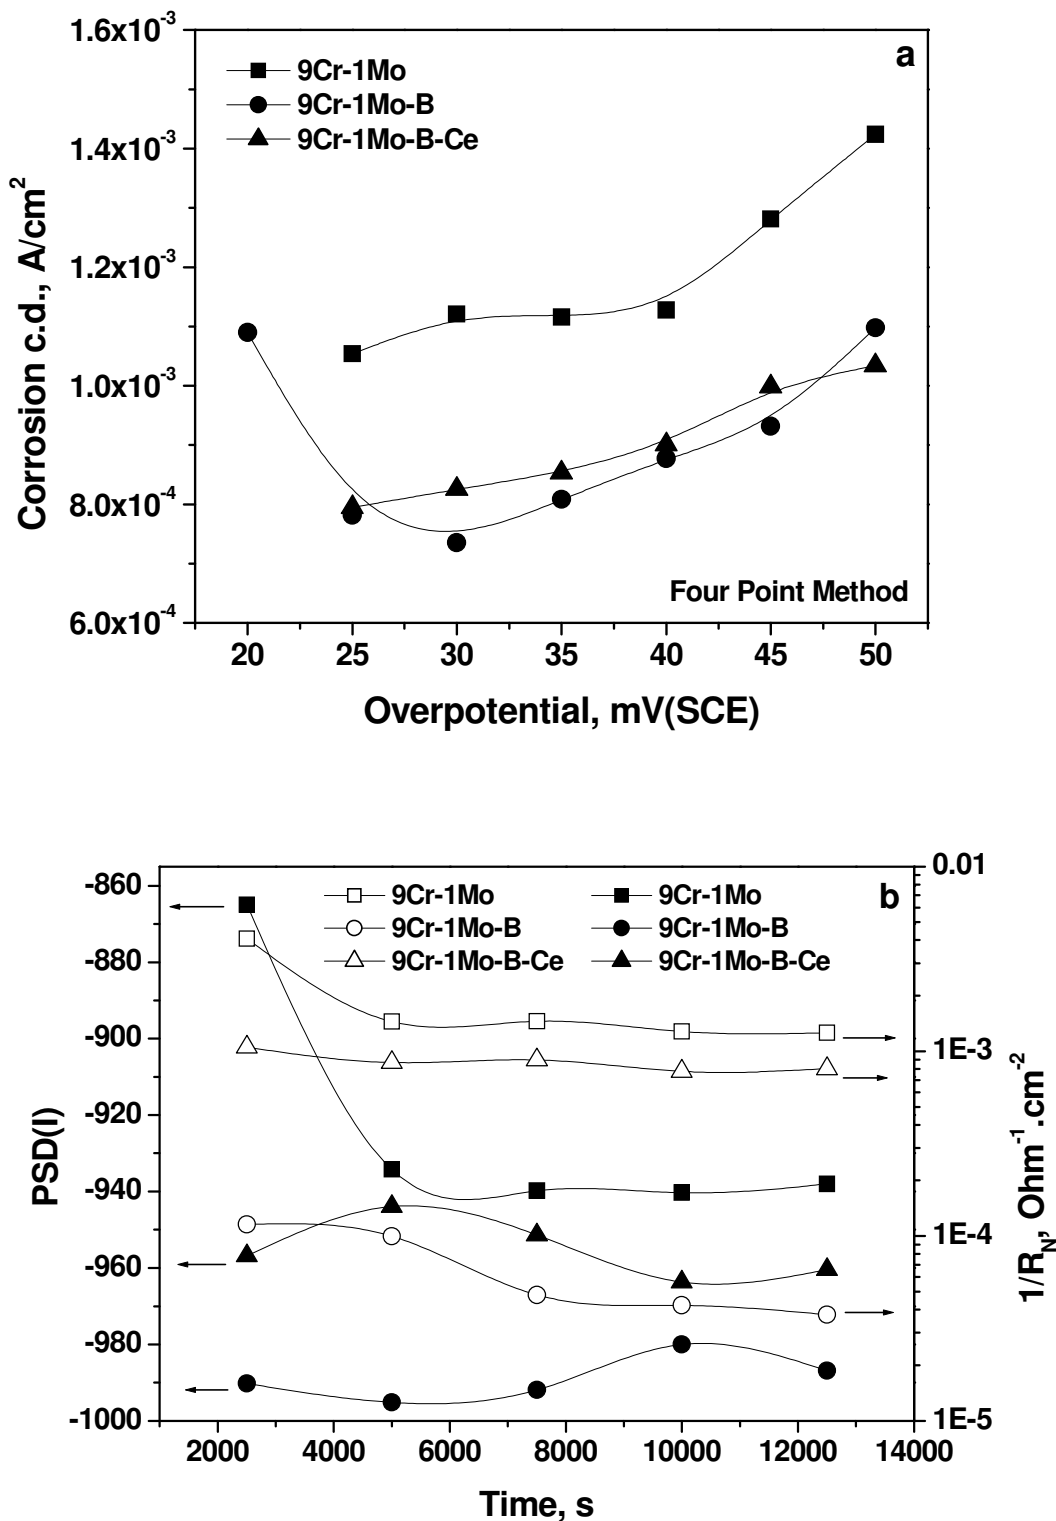 a
9Cr-1Mo
9Cr-1Mo-B
9Cr-1Mo-B-Ce
1.6x10⁻³
1.4x10⁻³
1.2x10⁻³
1.0x10⁻³
8.0x10⁻⁴
6.0x10⁻⁴
Corrosion c.d., A/cm²
Four Point Method
20 25 30 35 40 45 50
Overpotential, mV(SCE)
b
9Cr-1Mo 9Cr-1Mo
9Cr-1Mo-B 9Cr-1Mo-B
9Cr-1Mo-B-Ce 9Cr-1Mo-B-Ce
-860
-880
-900
-920
-940
-960
-980
-1000
PSD(I)
0.01
1E-3
1E-4
1E-5
1/R_N, Ohm⁻¹.cm⁻²
2000 4000 6000 8000 10000 12000 14000
Time, s